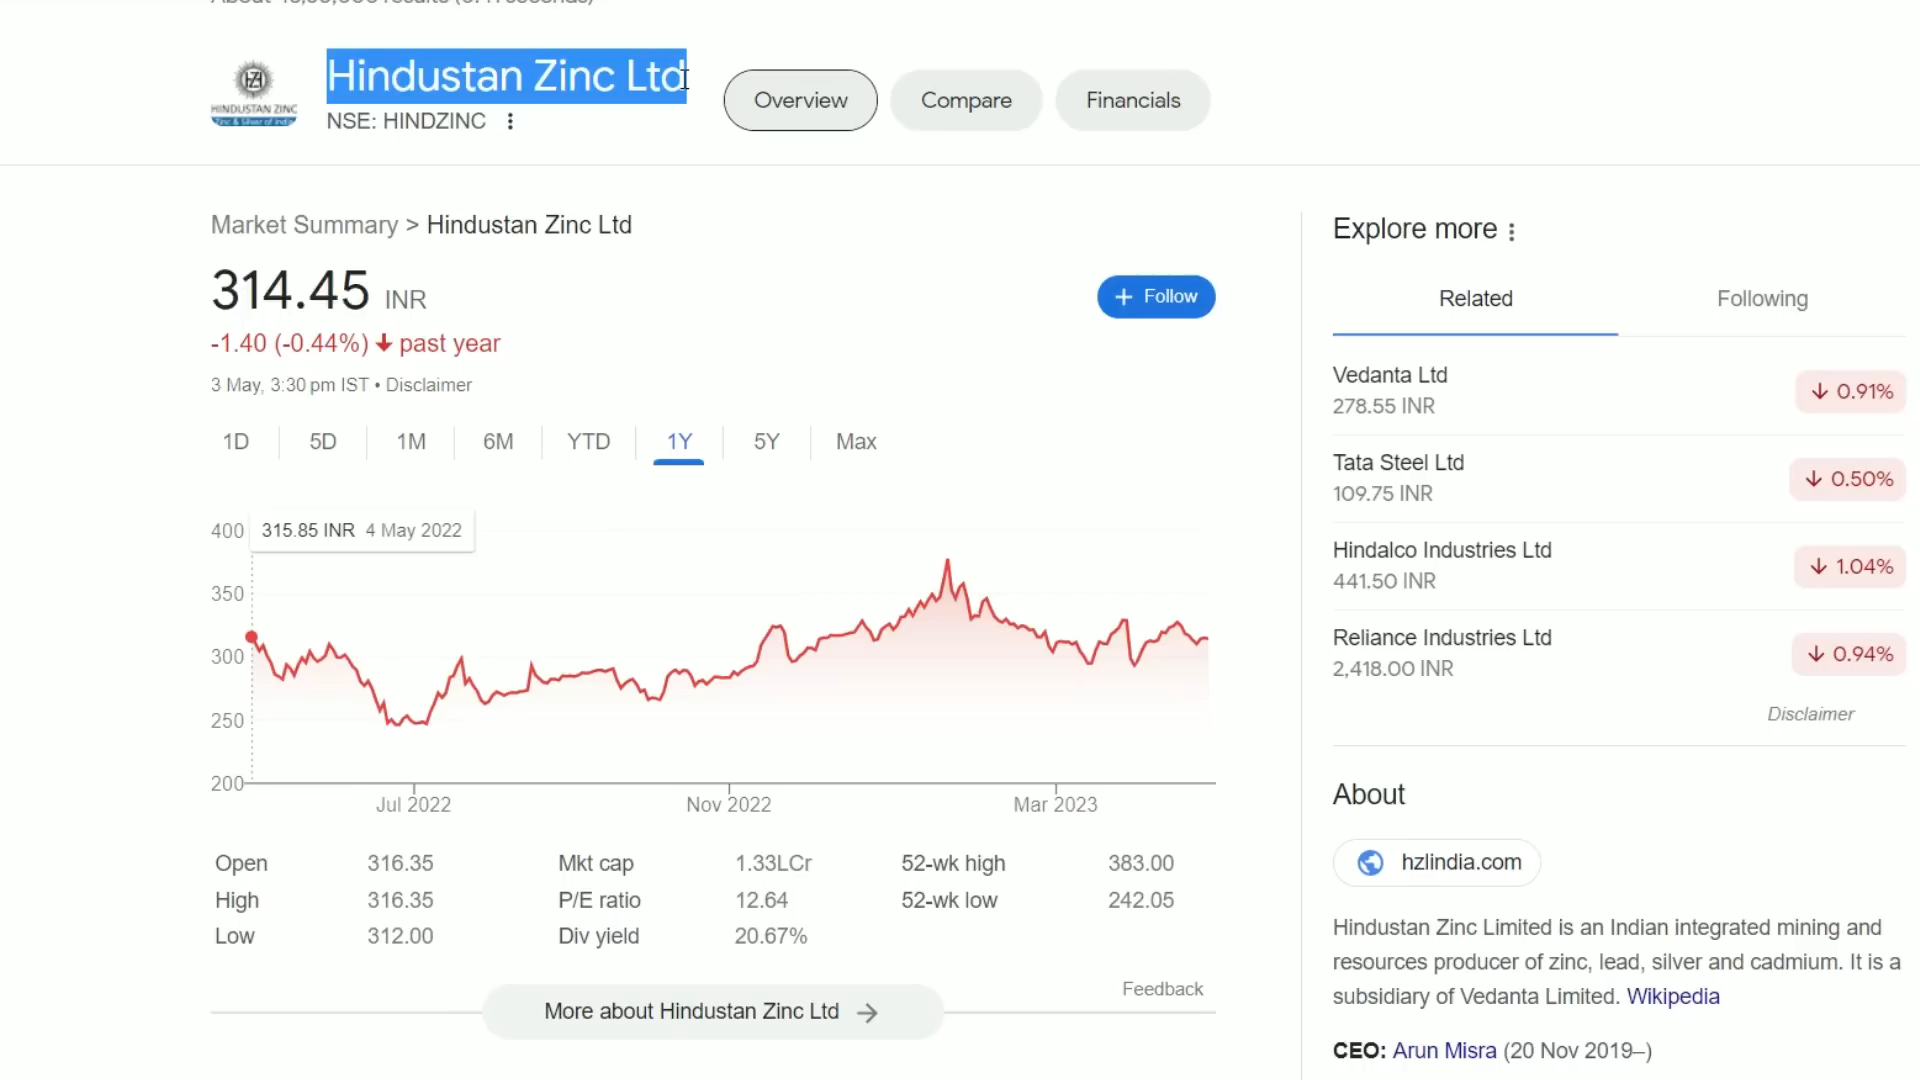 Hindustan Zinc Ltd
NSE: HINDZINC
HINDUSTAN ZINC
Zinc & Silver of India
Overview
Compare
Financials
Market Summary > Hindustan Zinc Ltd
314.45 INR
+ Follow
-1.40 (-0.44%) past year
3 May, 3:30 pm IST • Disclaimer
1D 5D 1M 6M YTD 1Y 5Y Max
315.85 INR 4 May 2022
400
350
300
250
200
Jul 2022 Nov 2022 Mar 2023
Open 316.35 Mkt cap 1.33LCr 52-wk high 383.00
High 316.35 P/E ratio 12.64 52-wk low 242.05
Low 312.00 Div yield 20.67%
Feedback
More about Hindustan Zinc Ltd
Explore more
Related Following
Vedanta Ltd
278.55 INR
0.91%
Tata Steel Ltd
109.75 INR
0.50%
Hindalco Industries Ltd
441.50 INR
1.04%
Reliance Industries Ltd
2,418.00 INR
0.94%
Disclaimer
About
hzlindia.com
Hindustan Zinc Limited is an Indian integrated mining and
resources producer of zinc, lead, silver and cadmium. It is a
subsidiary of Vedanta Limited. Wikipedia
CEO: Arun Misra (20 Nov 2019–)